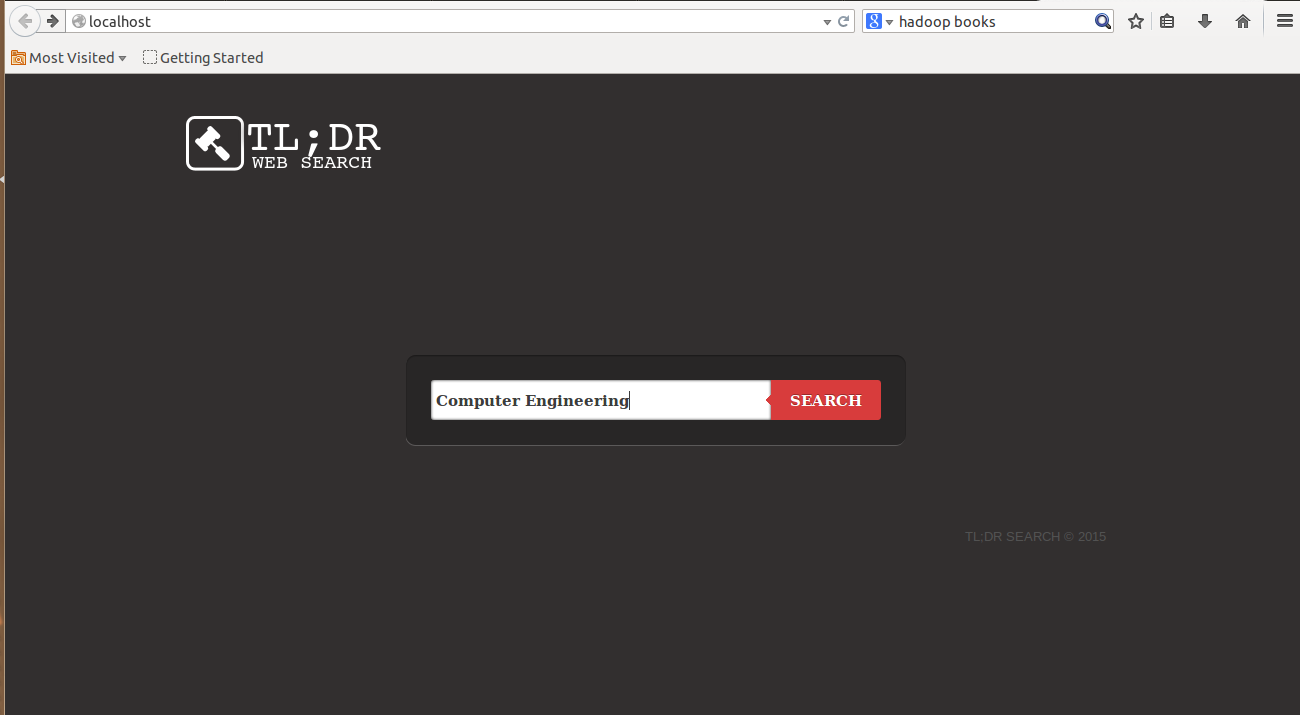 localhost
hadoop books
Most Visited
Getting Started
TL;DR
WEB SEARCH
Computer Engineering
SEARCH
TL;DR SEARCH © 2015